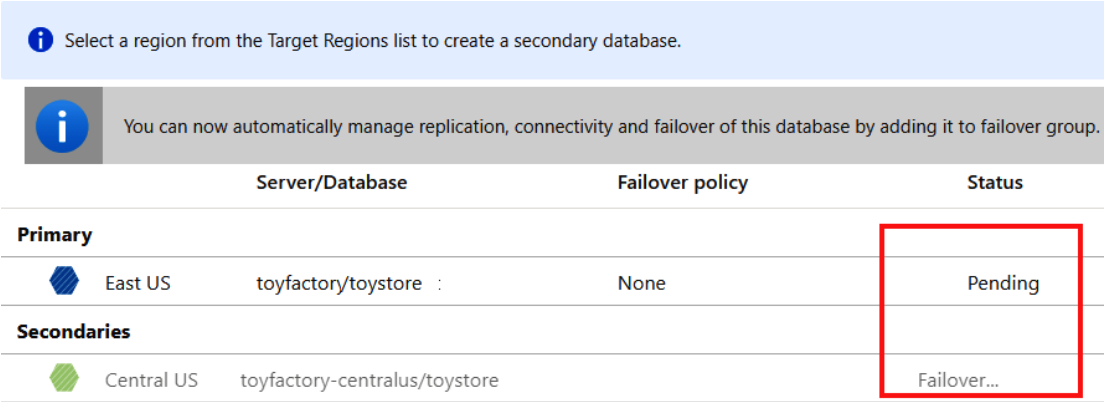 Select a region from the Target Regions list to create a secondary database.
You can now automatically manage replication, connectivity and failover of this database by adding it to failover group.
Server/Database Failover policy Status
Primary
East US toyfactory/toystore : None Pending
Secondaries
Central US toyfactory-centralus/toystore Failover...